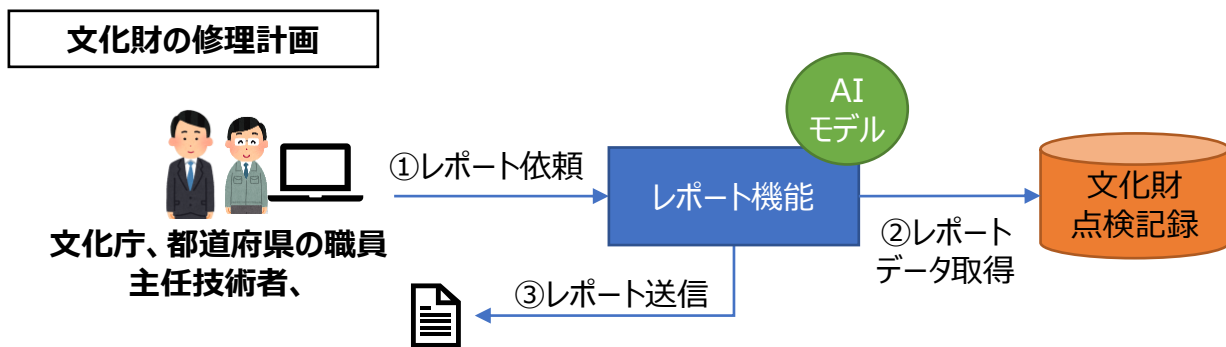 文化財の修理計画
AI
モデル
①レポート依頼
レポート機能
文化財
点検記録
②レポート
データ取得
文化庁、都道府県の職員
主任技術者、
③レポート送信